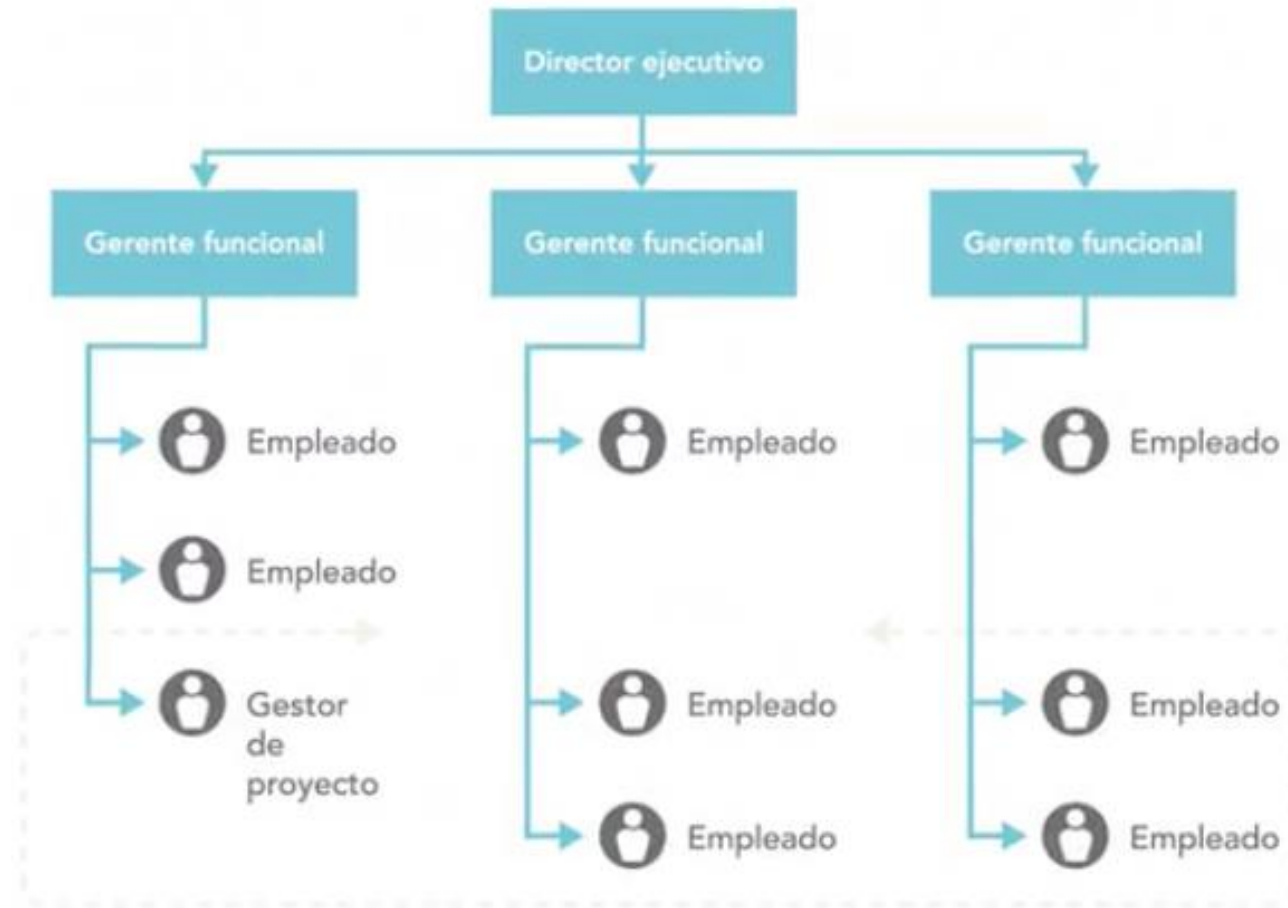 Director ejecutivo
Gerente funcional
Gerente funcional
Gerente funcional
Empleado
Empleado
Empleado
Empleado
Gestor
de
proyecto
Empleado
Empleado
Empleado
Empleado